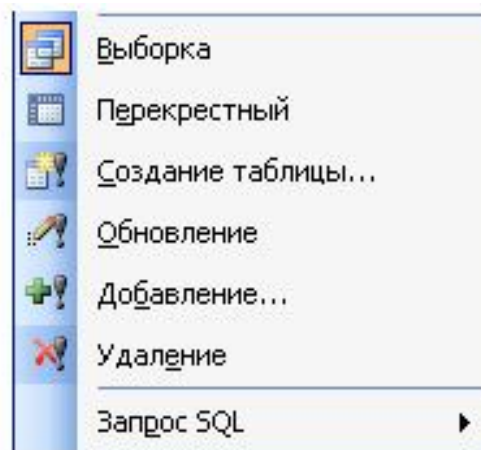 Выборка
Перекрестный
Создание таблицы...
Обновление
Добавление...
Удаление
Запрос SQL